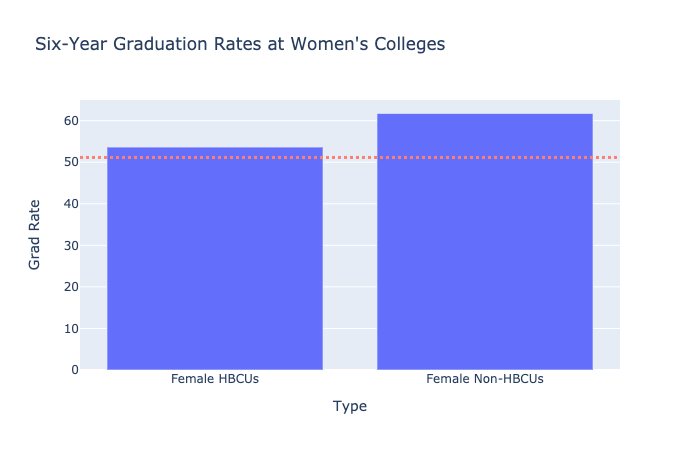 Six-Year Graduation Rates at Women's Colleges
Grad Rate
60
50
40
30
20
10
0
Female HBCUs
Female Non-HBCUs
Type